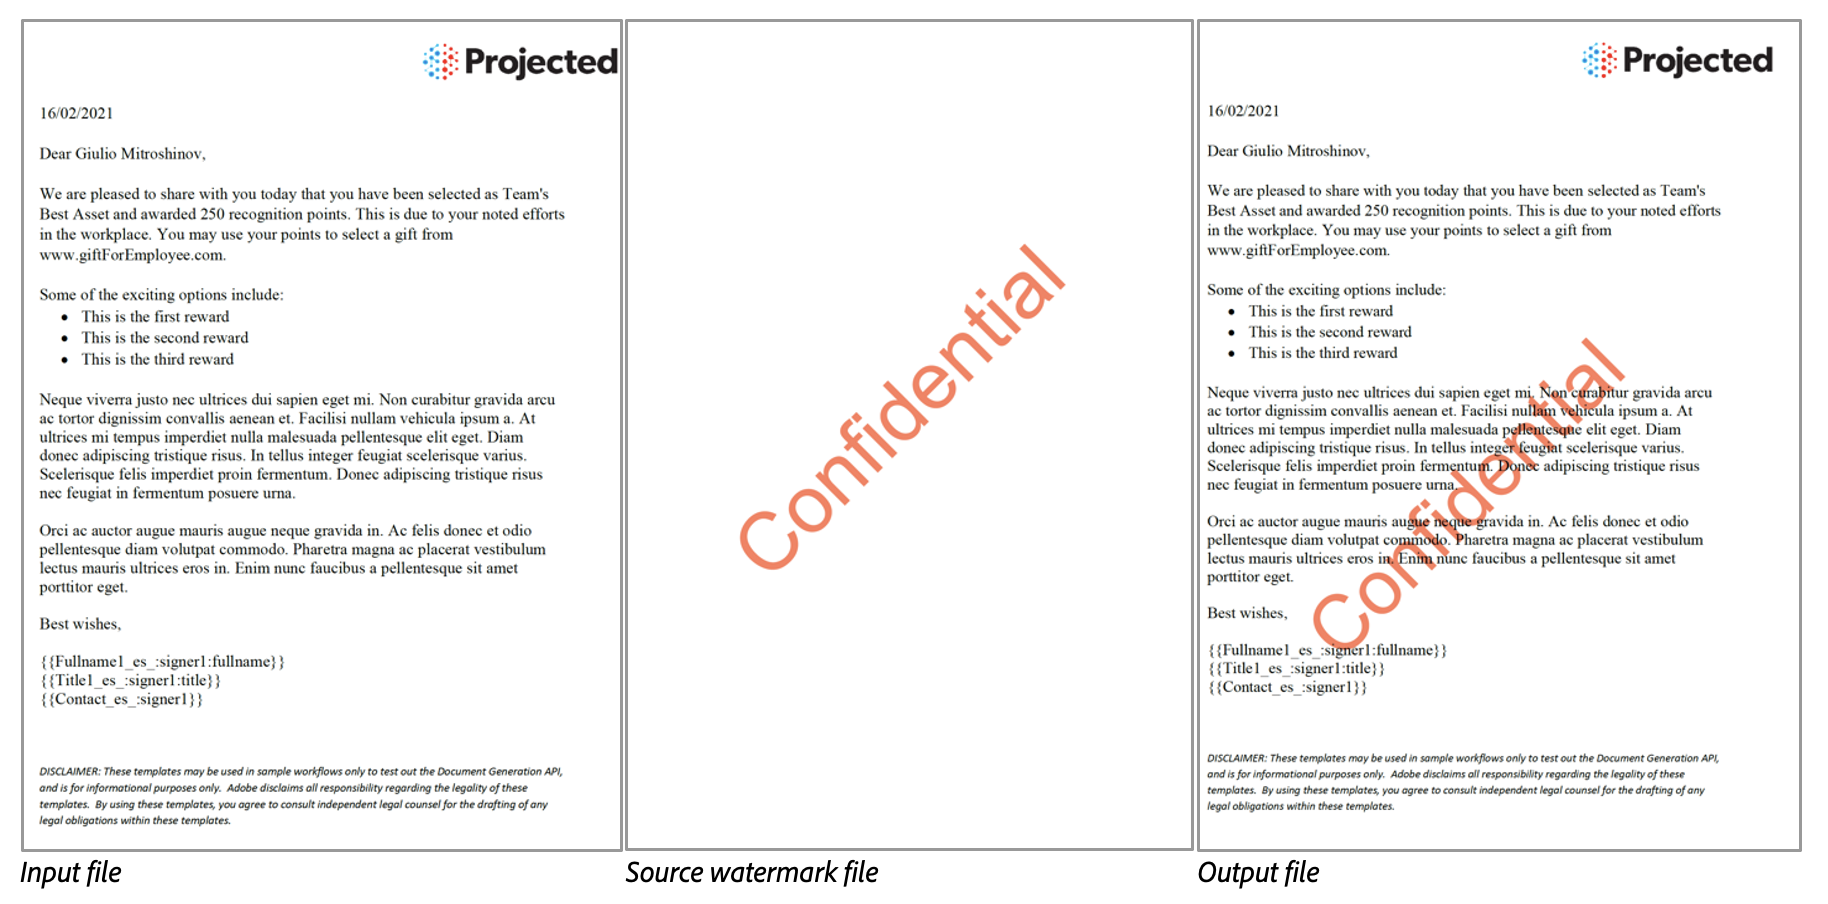 Projected
16/02/2021
Dear Giulio Mitroshinov,
We are pleased to share with you today that you have been selected as Team's
Best Asset and awarded 250 recognition points. This is due to your noted efforts
in the workplace. You may use your points to select a gift from
www.giftForEmployee.com.
Some of the exciting options include:
• This is the first reward
• This is the second reward
• This is the third reward
Neque viverra justo nec ultrices dui sapien eget mi. Non curabitur gravida arcu
ac tortor dignissim convallis aenean et. Facilisi nullam vehicula ipsum a. At
ultrices mi tempus imperdiet nulla malesuada pellentesque elit eget. Diam
donec adipiscing tristique risus. In tellus integer feugiat scelerisque varius.
Scelerisque felis imperdiet proin fermentum. Donec adipiscing tristique risus
nec feugiat in fermentum posuere urna.
Orci ac auctor augue mauris augue neque gravida in. Ac felis donec et odio
pellentesque diam volutpat commodo. Pharetra magna ac placerat vestibulum
lectus mauris ultrices eros in. Enim nunc faucibus a pellentesque sit amet
porttitor eget.
Best wishes,
{{Fullname1_es_:signer1:fullname}}
{{Title1_es_:signer1:title}}
{{Contact_es_:signer1}}
DISCLAIMER: These templates may be used in sample workflows only to test out the Document Generation API,
and is for informational purposes only. Adobe disclaims all responsibility regarding the legality of these
templates. By using these templates, you agree to consult independent legal counsel for the drafting of any
legal obligations within these templates.
Input file
Confidential
Source watermark file
Projected
16/02/2021
Dear Giulio Mitroshinov,
We are pleased to share with you today that you have been selected as Team's
Best Asset and awarded 250 recognition points. This is due to your noted efforts
in the workplace. You may use your points to select a gift from
www.giftForEmployee.com.
Some of the exciting options include:
• This is the first reward
• This is the second reward
• This is the third reward
Neque viverra justo nec ultrices dui sapien eget mi. Non curabitur gravida arcu
ac tortor dignissim convallis aenean et. Facilisi nullam vehicula ipsum a. At
ultrices mi tempus imperdiet nulla malesuada pellentesque elit eget. Diam
donec adipiscing tristique risus. In tellus integer feugiat scelerisque varius.
Scelerisque felis imperdiet proin fermentum. Donec adipiscing tristique risus
nec feugiat in fermentum posuere urna.
Orci ac auctor augue mauris augue neque gravida in. Ac felis donec et odio
pellentesque diam volutpat commodo. Pharetra magna ac placerat vestibulum
lectus mauris ultrices eros in. Enim nunc faucibus a pellentesque sit amet
porttitor eget.
Best wishes,
{{Fullname1_es_:signer1:fullname}}
{{Title1_es_:signer1:title}}
{{Contact_es_:signer1}}
Confidential
DISCLAIMER: These templates may be used in sample workflows only to test out the Document Generation API,
and is for informational purposes only. Adobe disclaims all responsibility regarding the legality of these
templates. By using these templates, you agree to consult independent legal counsel for the drafting of any
legal obligations within these templates.
Output file